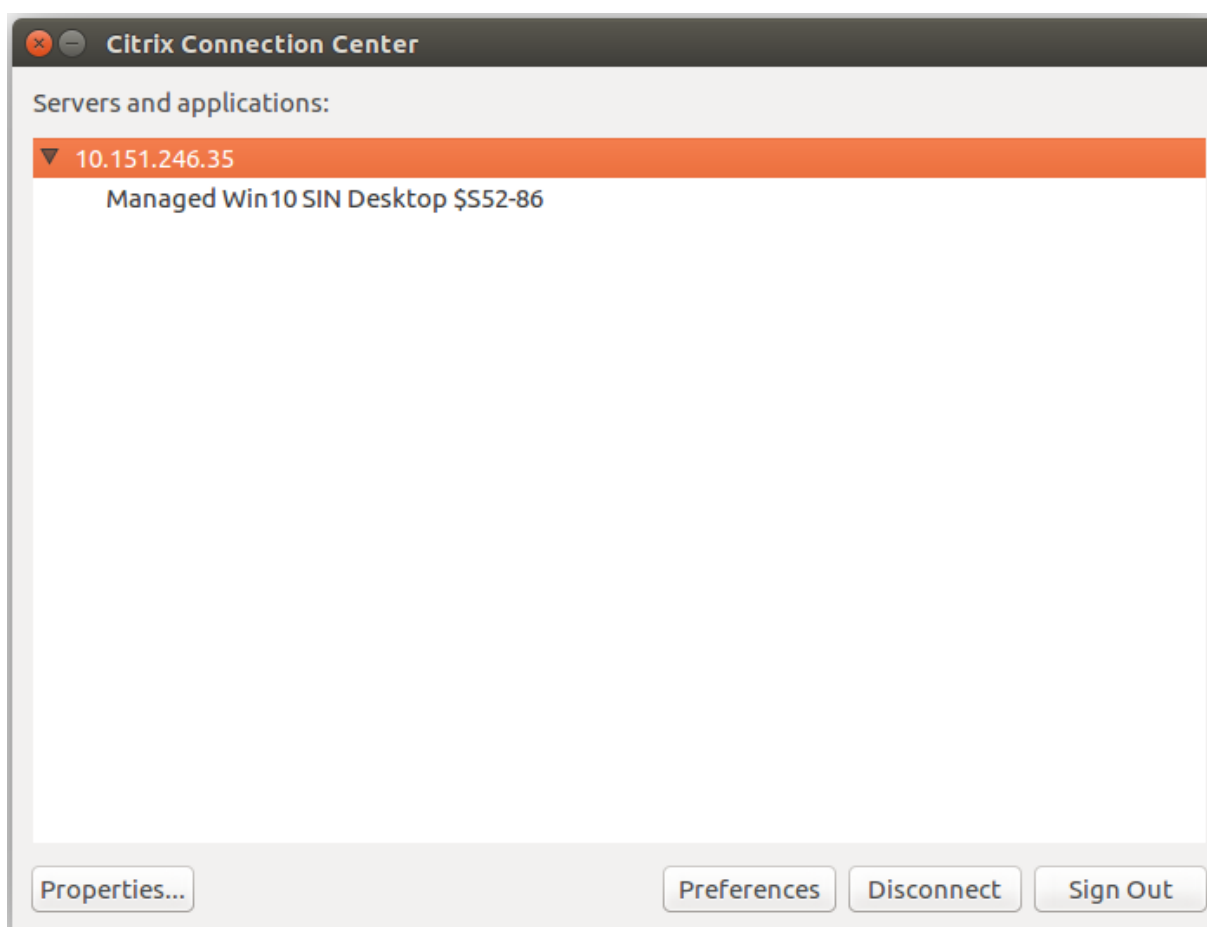 Citrix Connection Center
Servers and applications:
10.151.246.35
Managed Win10 SIN Desktop $S52-86
Properties...
Preferences
Disconnect
Sign Out